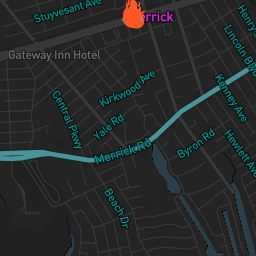 Stuyvesant Ave
Merrick
Henry
Gateway Inn Hotel
Lincoln Blvd
Kirkwood Ave
Kenney Ave
Central Pkwy
Yale Rd
Merrick Rd
Byron Rd
Hewlett Ave
Beach Dr